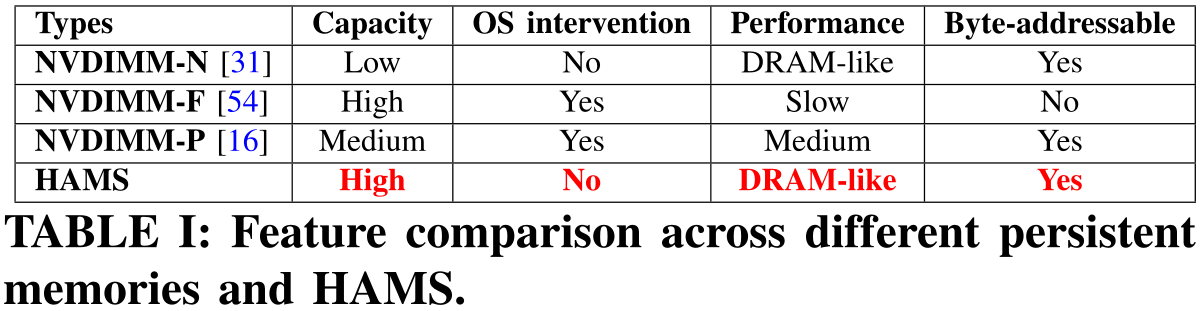 Types Capacity OS intervention Performance Byte-addressable
NVDIMM-N [31] Low No DRAM-like Yes
NVDIMM-F [54] High Yes Slow No
NVDIMM-P [16] Medium Yes Medium Yes
HAMS High No DRAM-like Yes
TABLE I: Feature comparison across different persistent
memories and HAMS.